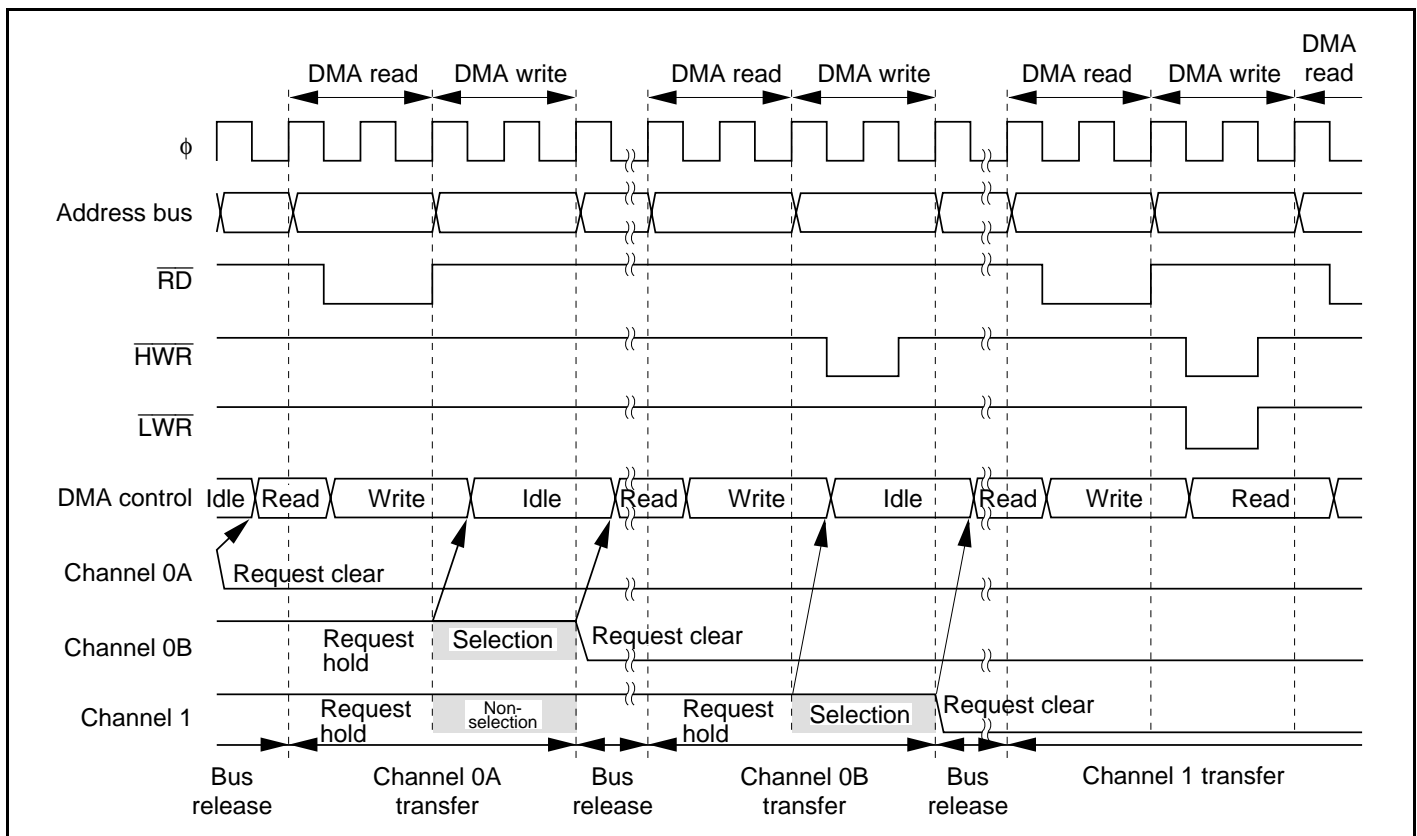 DMA read
DMA write
DMA read
DMA write
DMA read
DMA write
DMA
read
φ
Address bus
RD
HWR
LWR
DMA control
Idle
Read
Write
Idle
Read
Write
Idle
Read
Write
Read
Channel 0A
Request clear
Channel 0B
Request
hold
Selection
Request clear
Channel 1
Request
hold
Non-
selection
Request
hold
Selection
Request clear
Bus
release
Channel 0A
transfer
Bus
release
Channel 0B
transfer
Bus
release
Channel 1 transfer